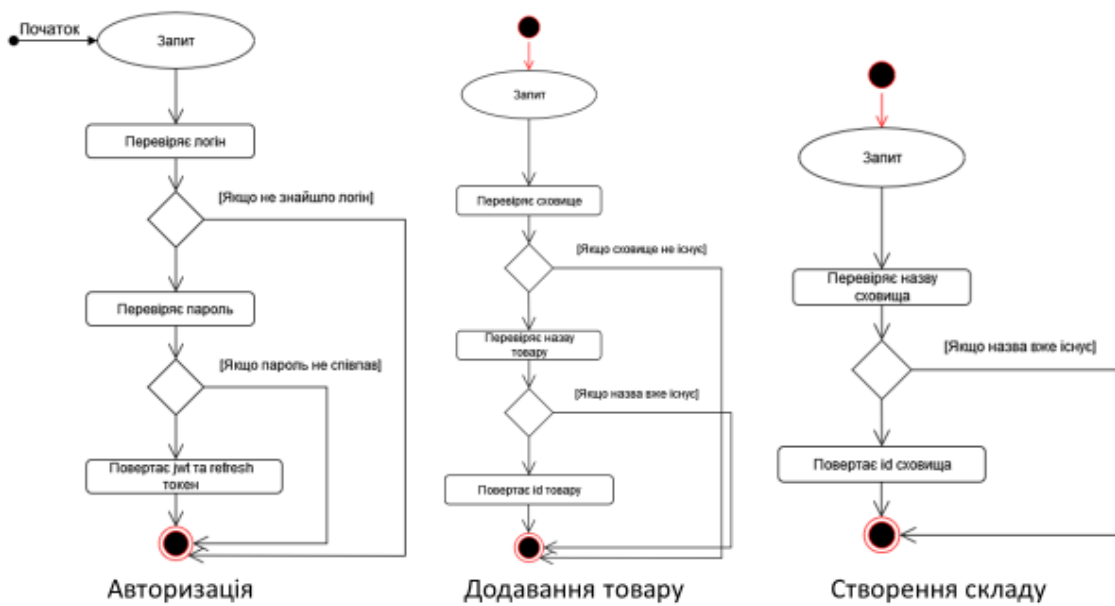 Початок
Запит
Перевіряє логін
[Якщо не знайшло логін]
Перевіряє пароль
[Якщо пароль не співпав]
Повертає jwt та refresh
токен
Авторизація
Запит
Перевіряє сховище
[Якщо сховище не існує]
Перевіряє назву
товару
[Якщо назва вже існує]
Повертає id товару
Додавання товару
Запит
Перевіряє назву
сховища
[Якщо назва вже існує]
Повертає id сховища
Створення складу